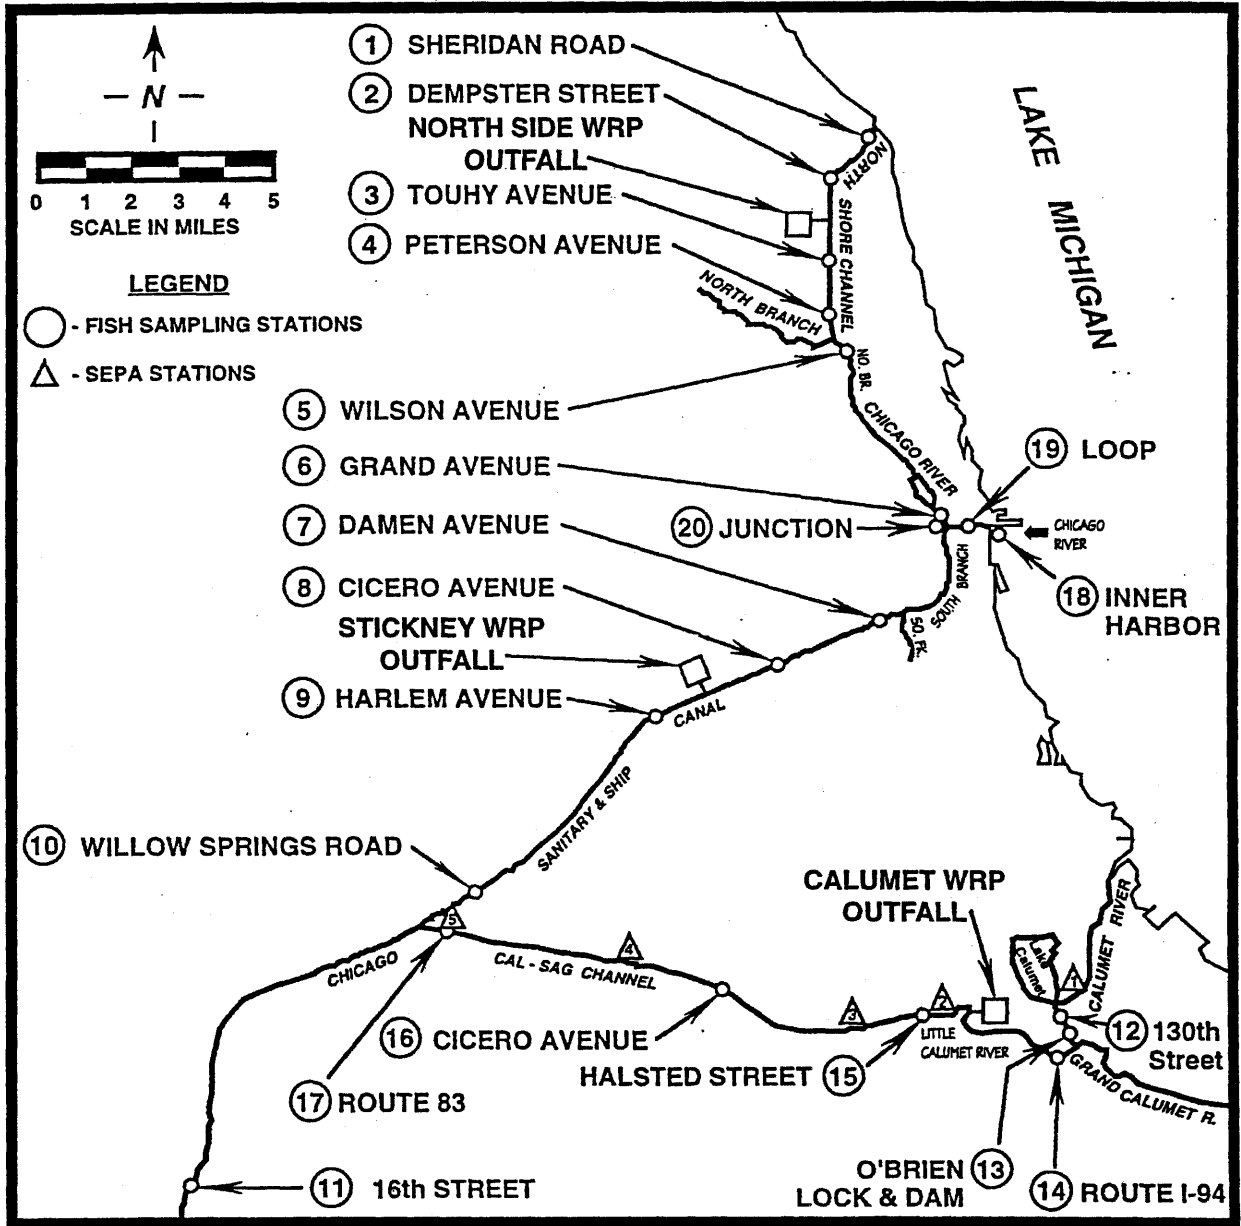 1 SHERIDAN ROAD
2 DEMPSTER STREET
NORTH SIDE WRP
OUTFALL
3 TOUHY AVENUE
4 PETERSON AVENUE
N
0 1 2 3 4 5
SCALE IN MILES
LEGEND
- FISH SAMPLING STATIONS
- SEPA STATIONS
LAKE MICHIGAN
NORTH
SHORE CHANNEL
NORTH BRANCH
NO. BR.
CHICAGO RIVER
5 WILSON AVENUE
6 GRAND AVENUE
19 LOOP
7 DAMEN AVENUE
20 JUNCTION
CHICAGO
RIVER
8 CICERO AVENUE
18 INNER
HARBOR
SOUTH BRANCH
SO. FK.
STICKNEY WRP
OUTFALL
9 HARLEM AVENUE
CANAL
SANITARY & SHIP
10 WILLOW SPRINGS ROAD
CALUMET WRP
OUTFALL
CALUMET RIVER
Lake
Calumet
1
5
4
CHICAGO
CAL-SAG CHANNEL
3
2
16 CICERO AVENUE
LITTLE
CALUMET RIVER
12 130th
Street
HALSTED STREET 15
GRAND CALUMET R.
17 ROUTE 83
O'BRIEN 13
LOCK & DAM
11 16th STREET
14 ROUTE I-94